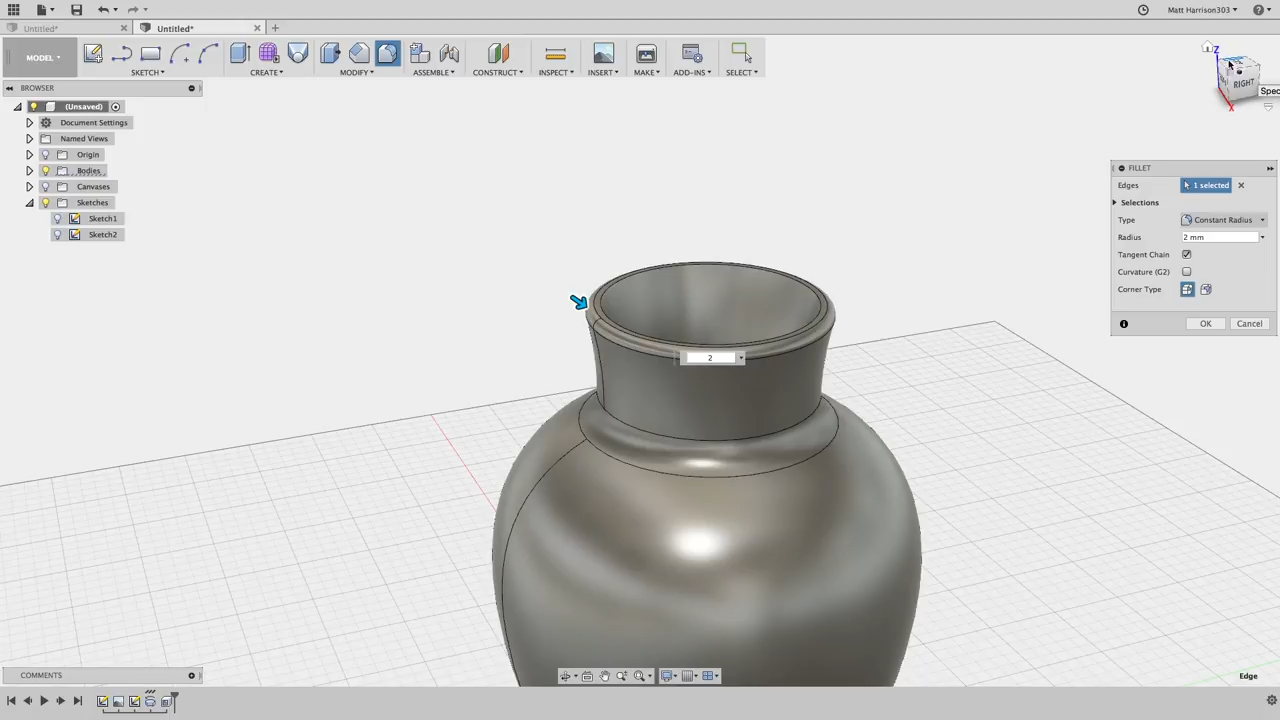 Matt Harrison303
Untitled*
Untitled*
MODEL
SKETCH
CREATE
MODIFY
ASSEMBLE
CONSTRUCT
INSPECT
INSERT
MAKE
ADD-INS
SELECT
Z
RIGHT
X
Spec
BROWSER
(Unsaved)
Document Settings
Named Views
Origin
Bodies
Canvases
Sketches
Sketch1
Sketch2
FILLET
Edges 1 selected
Selections
Type Constant Radius
Radius 2 mm
Tangent Chain
Curvature (G2)
Corner Type
OK Cancel
2
COMMENTS
Edge